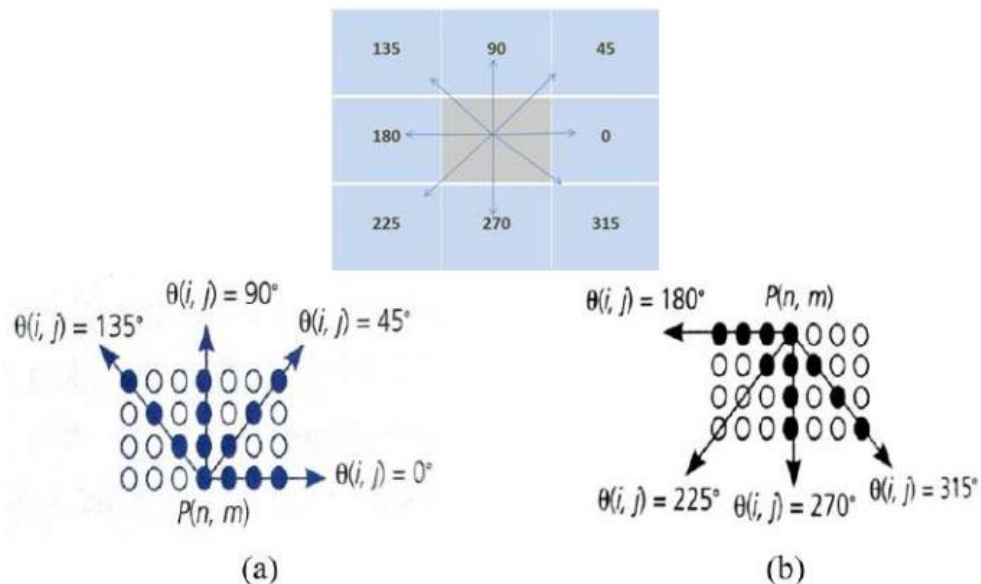 135 90 45
180 0
225 270 315
θ(i, j) = 90°
θ(i, j) = 135°
θ(i, j) = 45°
θ(i, j) = 0°
P(n, m)
(a)
θ(i, j) = 180°
P(n, m)
θ(i, j) = 225°
θ(i, j) = 270°
θ(i, j) = 315°
(b)